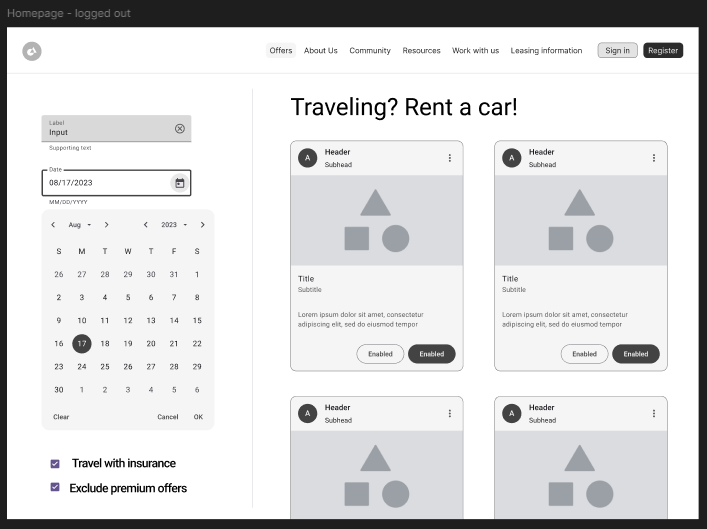 Homepage - logged out
Offers About Us Community Resources Work with us Leasing information Sign in Register
Label
Input
Supporting text
Date
08/17/2023
MM/DD/YYYY
Aug 2023
S M T W T F S
26 27 28 29 30 31 1
2 3 4 5 6 7 8
9 10 11 12 13 14 15
16 17 18 19 20 21 22
23 24 25 26 27 28 29
30 1 2 3 4 5 6
Clear Cancel OK
Travel with insurance
Exclude premium offers
Traveling? Rent a car!
A Header
Subhead
Title
Subtitle
Lorem ipsum dolor sit amet, consectetur
adipiscing elit, sed do eiusmod tempor
Enabled Enabled
A Header
Subhead
Title
Subtitle
Lorem ipsum dolor sit amet, consectetur
adipiscing elit, sed do eiusmod tempor
Enabled Enabled
A Header
Subhead
A Header
Subhead